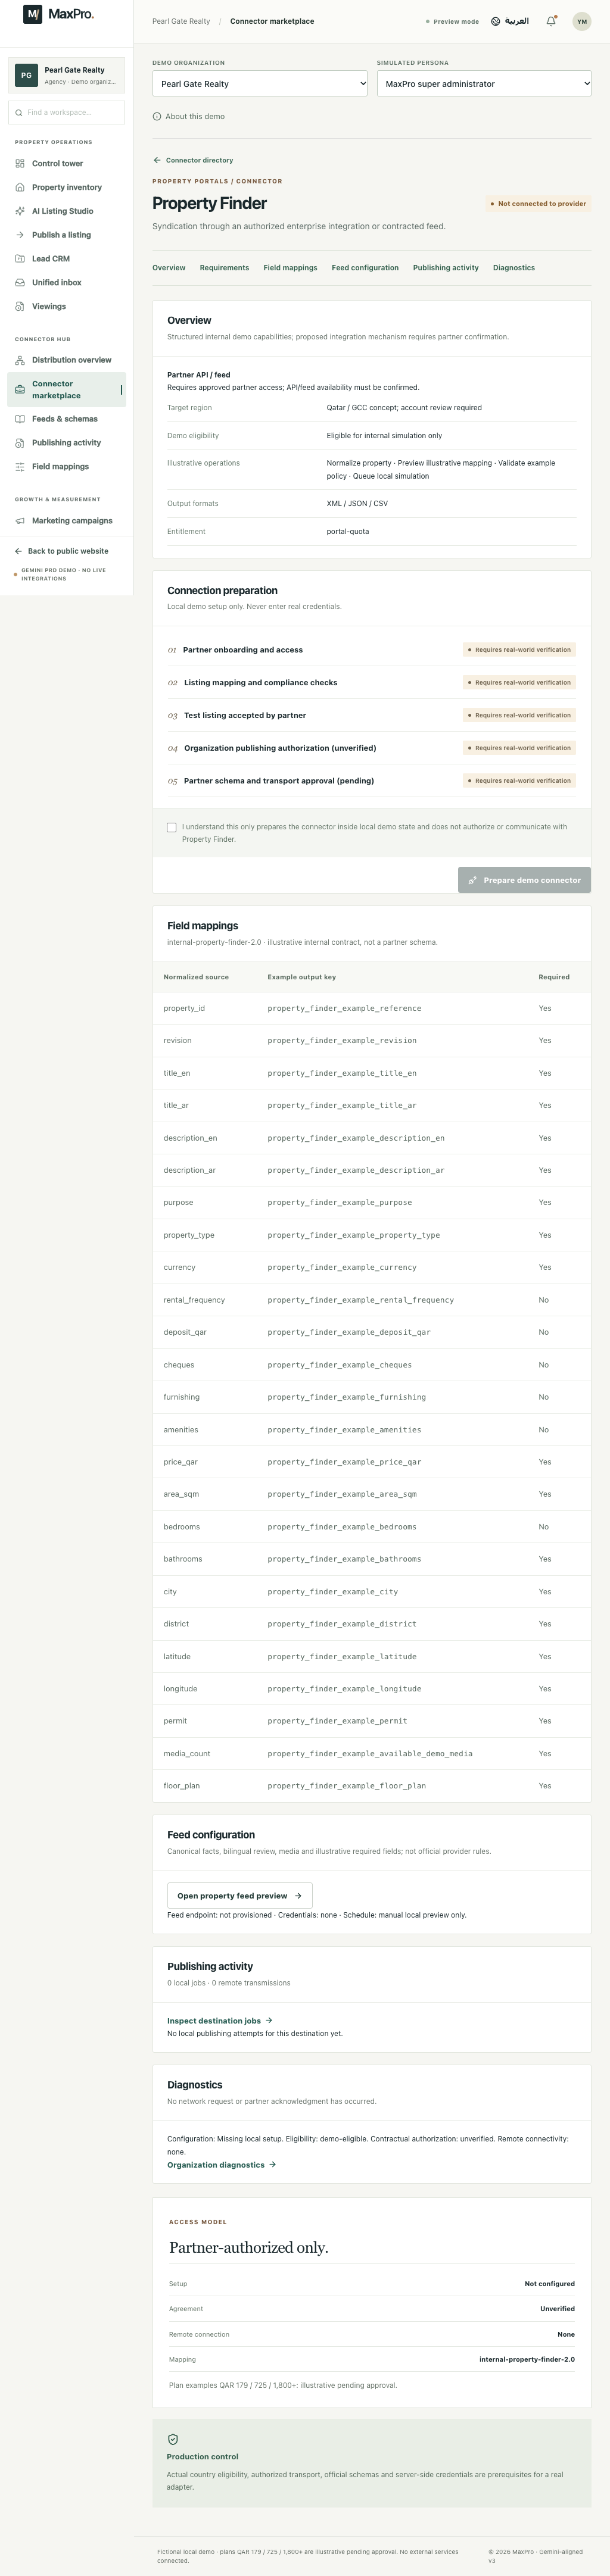 M/ MaxPro.
PG
Pearl Gate Realty
Agency · Demo organiz...
Find a workspace...
PROPERTY OPERATIONS
Control tower
Property inventory
AI Listing Studio
Publish a listing
Lead CRM
Unified inbox
Viewings
CONNECTOR HUB
Distribution overview
Connector
marketplace
Feeds & schemas
Publishing activity
Field mappings
GROWTH & MEASUREMENT
Marketing campaigns
Back to public website
GEMINI PRD DEMO · NO LIVE
INTEGRATIONS
Pearl Gate Realty / Connector marketplace
Preview mode
العربية
YM
DEMO ORGANIZATION
Pearl Gate Realty
SIMULATED PERSONA
MaxPro super administrator
About this demo
Connector directory
PROPERTY PORTALS / CONNECTOR
Property Finder
Not connected to provider
Syndication through an authorized enterprise integration or contracted feed.
Overview Requirements Field mappings Feed configuration Publishing activity Diagnostics
Overview
Structured internal demo capabilities; proposed integration mechanism requires partner confirmation.
Partner API / feed
Requires approved partner access; API/feed availability must be confirmed.
Target region Qatar / GCC concept; account review required
Demo eligibility Eligible for internal simulation only
Illustrative operations Normalize property · Preview illustrative mapping · Validate example
policy · Queue local simulation
Output formats XML / JSON / CSV
Entitlement portal-quota
Connection preparation
Local demo setup only. Never enter real credentials.
01 Partner onboarding and access Requires real-world verification
02 Listing mapping and compliance checks Requires real-world verification
03 Test listing accepted by partner Requires real-world verification
04 Organization publishing authorization (unverified) Requires real-world verification
05 Partner schema and transport approval (pending) Requires real-world verification
I understand this only prepares the connector inside local demo state and does not authorize or communicate with
Property Finder.
Prepare demo connector
Field mappings
internal-property-finder-2.0 · illustrative internal contract, not a partner schema.
Normalized source Example output key Required
property_id property_finder_example_reference Yes
revision property_finder_example_revision Yes
title_en property_finder_example_title_en Yes
title_ar property_finder_example_title_ar Yes
description_en property_finder_example_description_en Yes
description_ar property_finder_example_description_ar Yes
purpose property_finder_example_purpose Yes
property_type property_finder_example_property_type Yes
currency property_finder_example_currency Yes
rental_frequency property_finder_example_rental_frequency No
deposit_qar property_finder_example_deposit_qar No
cheques property_finder_example_cheques No
furnishing property_finder_example_furnishing No
amenities property_finder_example_amenities No
price_qar property_finder_example_price_qar Yes
area_sqm property_finder_example_area_sqm Yes
bedrooms property_finder_example_bedrooms No
bathrooms property_finder_example_bathrooms Yes
city property_finder_example_city Yes
district property_finder_example_district Yes
latitude property_finder_example_latitude Yes
longitude property_finder_example_longitude Yes
permit property_finder_example_permit Yes
media_count property_finder_example_available_demo_media Yes
floor_plan property_finder_example_floor_plan Yes
Feed configuration
Canonical facts, bilingual review, media and illustrative required fields; not official provider rules.
Open property feed preview
Feed endpoint: not provisioned · Credentials: none · Schedule: manual local preview only.
Publishing activity
0 local jobs · 0 remote transmissions
Inspect destination jobs
No local publishing attempts for this destination yet.
Diagnostics
No network request or partner acknowledgment has occurred.
Configuration: Missing local setup. Eligibility: demo-eligible. Contractual authorization: unverified. Remote connectivity:
none.
Organization diagnostics
ACCESS MODEL
Partner-authorized only.
Setup Not configured
Agreement Unverified
Remote connection None
Mapping internal-property-finder-2.0
Plan examples QAR 179 / 725 / 1,800+: illustrative pending approval.
Production control
Actual country eligibility, authorized transport, official schemas and server-side credentials are prerequisites for a real
adapter.
Fictional local demo · plans QAR 179 / 725 / 1,800+ are illustrative pending approval. No external services
connected.
© 2026 MaxPro · Gemini-aligned
v3